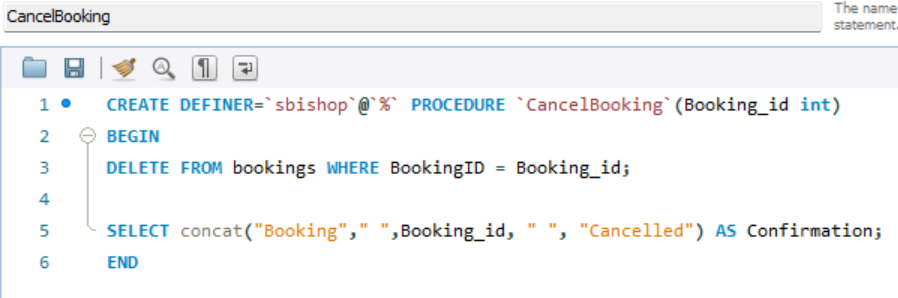 CancelBooking
The name
statement.
1 CREATE DEFINER=`sbishop`@`%` PROCEDURE `CancelBooking`(Booking_id int)
2 BEGIN
3 DELETE FROM bookings WHERE BookingID = Booking_id;
4
5 SELECT concat("Booking"," ",Booking_id, " ", "Cancelled") AS Confirmation;
6 END